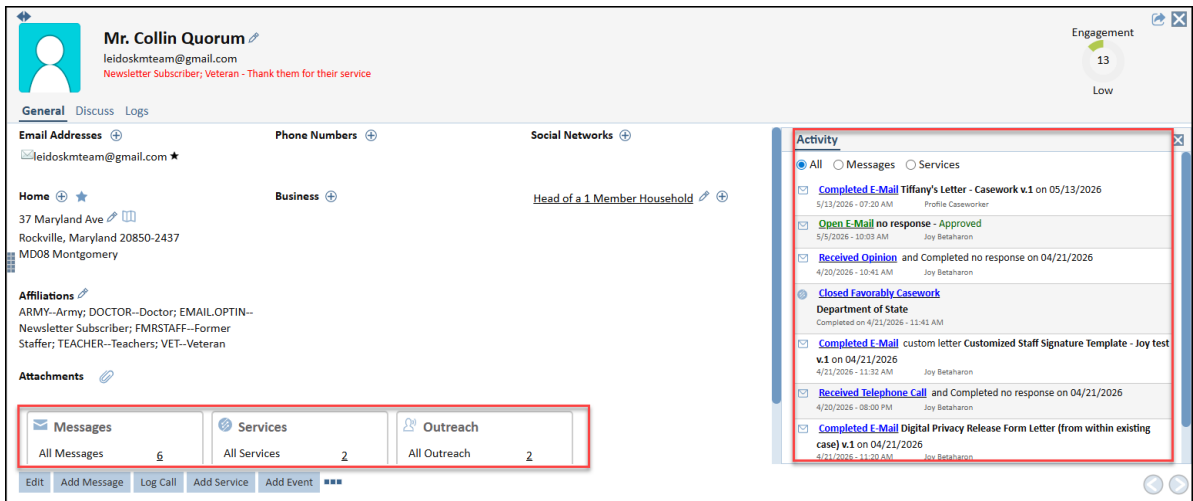 Mr. Collin Quorum
leidoskmteam@gmail.com
Newsletter Subscriber; Veteran - Thank them for their service
Engagement
13
Low
General Discuss Logs
Email Addresses
leidoskmteam@gmail.com
Phone Numbers
Social Networks
Home
37 Maryland Ave
Rockville, Maryland 20850-2437
MD08 Montgomery
Business
Head of a 1 Member Household
Affiliations
ARMY--Army; DOCTOR--Doctor; EMAIL.OPTIN--
Newsletter Subscriber; FMRSTAFF--Former
Staffer; TEACHER--Teachers; VET--Veteran
Attachments
Messages
All Messages 6
Services
All Services 2
Outreach
All Outreach 2
Edit Add Message Log Call Add Service Add Event
Activity
All Messages Services
Completed E-Mail Tiffany's Letter - Casework v.1 on 05/13/2026
5/13/2026 - 07:20 AM Profile Caseworker
Open E-Mail no response - Approved
5/5/2026 - 10:03 AM Joy Betaharon
Received Opinion and Completed no response on 04/21/2026
4/20/2026 - 10:41 AM Joy Betaharon
Closed Favorably Casework
Department of State
Completed on 4/21/2026 - 11:41 AM
Completed E-Mail custom letter Customized Staff Signature Template - Joy test
v.1 on 04/21/2026
4/21/2026 - 11:32 AM Joy Betaharon
Received Telephone Call and Completed no response on 04/21/2026
4/20/2026 - 08:00 PM Joy Betaharon
Completed E-Mail Digital Privacy Release Form Letter (from within existing
case) v.1 on 04/21/2026
4/21/2026 - 11:20 AM Joy Betaharon